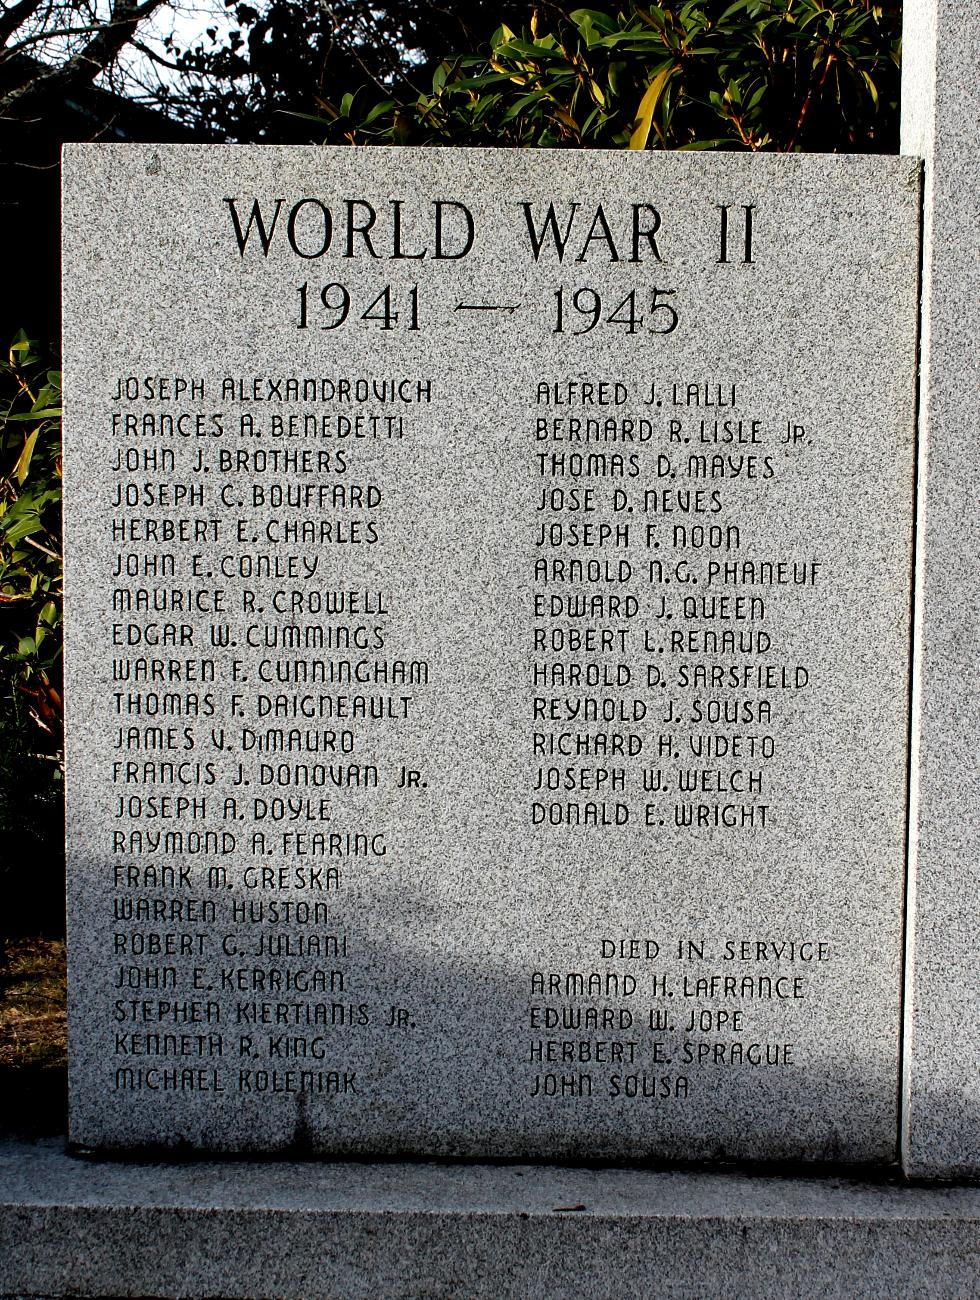 WORLD WAR II
1941 — 1945
JOSEPH ALEXANDROVICH
FRANCES A. BENEDETTI
JOHN J. BROTHERS
JOSEPH C. BOUFFARD
HERBERT E. CHARLES
JOHN E. CONLEY
MAURICE R. CROWELL
EDGAR W. CUMMINGS
WARREN F. CUNNINGHAM
THOMAS F. DAIGNEAULT
JAMES V. DiMAURO
FRANCIS J. DONOVAN JR.
JOSEPH A. DOYLE
RAYMOND A. FEARING
FRANK M. GRESKA
WARREN HUSTON
ROBERT G. JULIANI
JOHN E. KERRIGAN
STEPHEN KIERTIANIS JR.
KENNETH R. KING
MICHAEL KOLENIAK
ALFRED J. LALLI
BERNARD R. LISLE JR.
THOMAS D. MAYES
JOSE D. NEVES
JOSEPH F. NOON
ARNOLD N.G. PHANEUF
EDWARD J. QUEEN
ROBERT L. RENAUD
HAROLD D. SARSFIELD
REYNOLD J. SOUSA
RICHARD H. VIDETO
JOSEPH W. WELCH
DONALD E. WRIGHT
DIED IN SERVICE
ARMAND H. LAFRANCE
EDWARD W. JOPE
HERBERT E. SPRAGUE
JOHN SOUSA